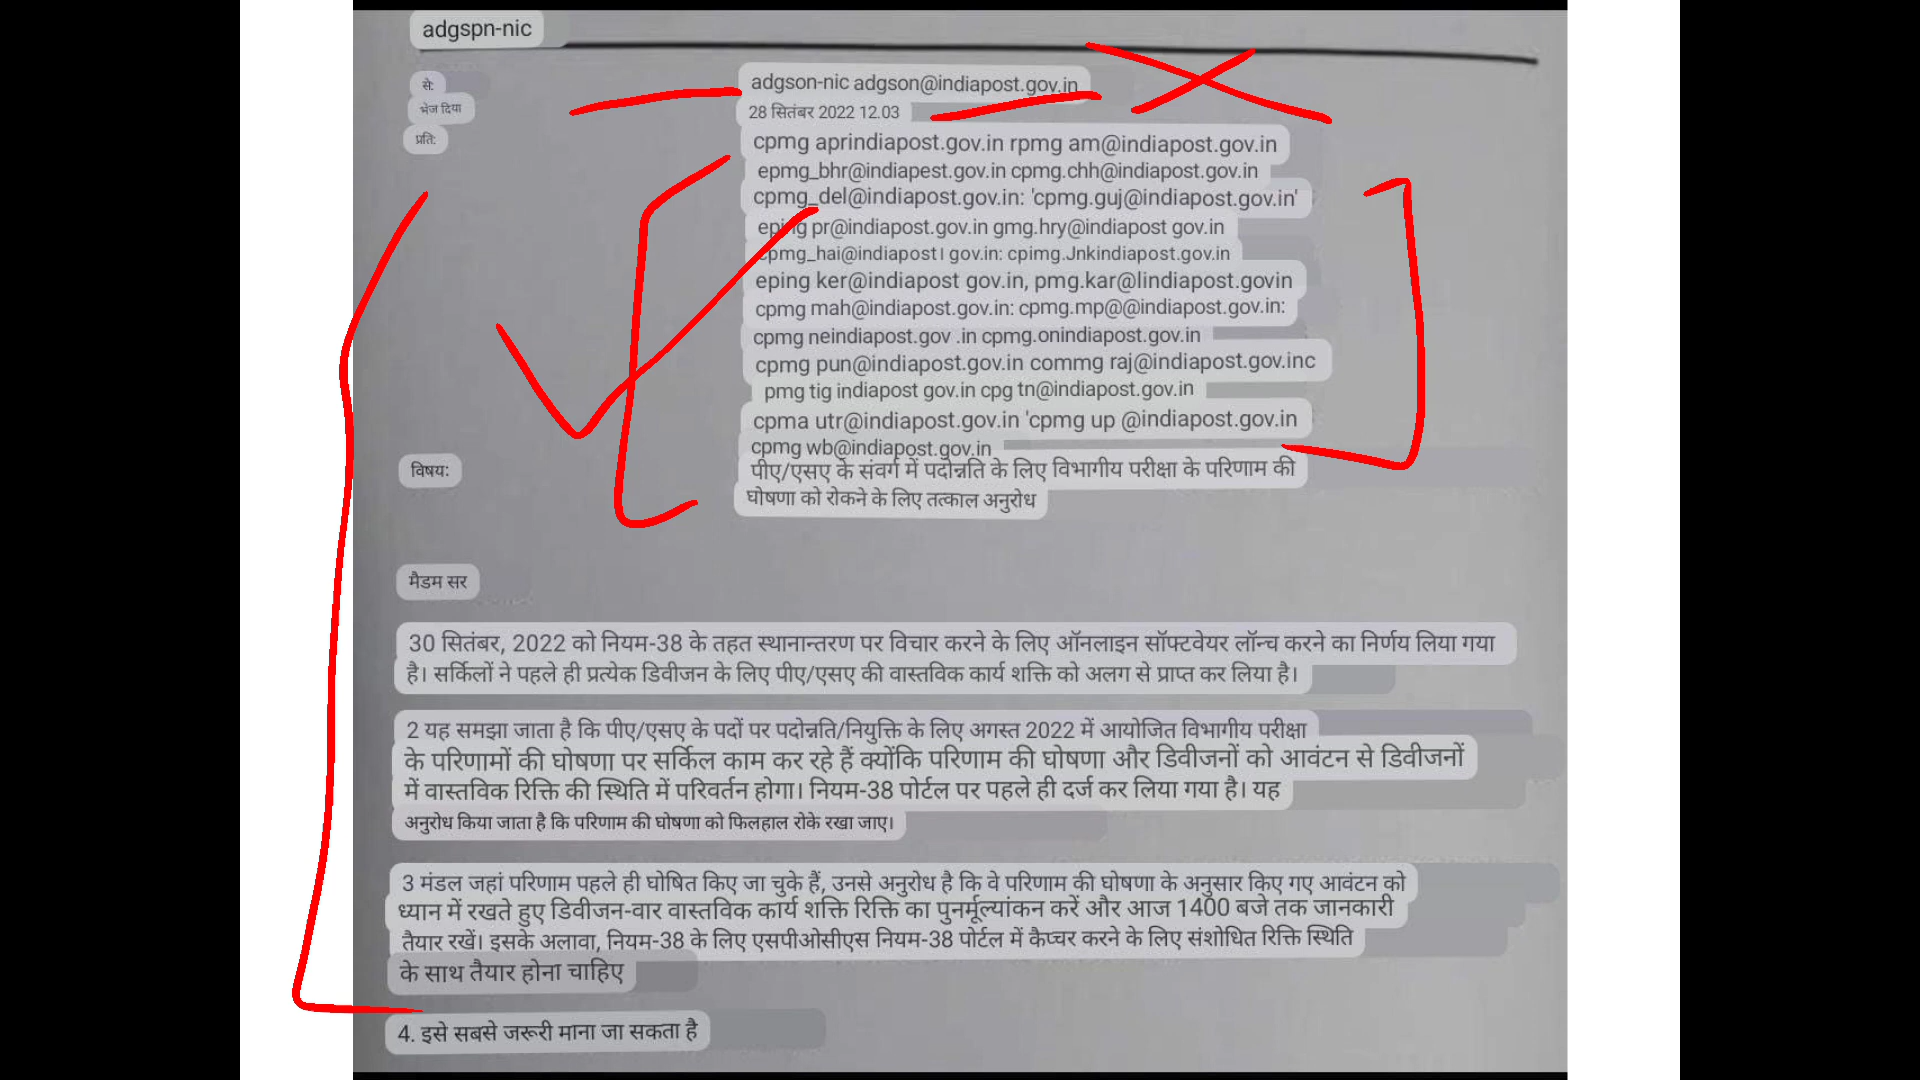 adgspn-nic
से: adgson-nic adgson@indiapost.gov.in
भेज दिया 28 सितंबर 2022 12.03
प्रति: cpmg aprindiapost.gov.in rpmg am@indiapost.gov.in
epmg_bhr@indiapest.gov.in cpmg.chh@indiapost.gov.in
cpmg_del@indiapost.gov.in: 'cpmg.guj@indiapost.gov.in'
eping pr@indiapost.gov.in gmg.hry@indiapost gov.in
cpmg_hai@indiapost। gov.in: cpimg.Jnkindiapost.gov.in
eping ker@indiapost gov.in, pmg.kar@lindiapost.govin
cpmg mah@indiapost.gov.in: cpmg.mp@@indiapost.gov.in:
cpmg neindiapost.gov .in cpmg.onindiapost.gov.in
cpmg pun@indiapost.gov.in commg raj@indiapost.gov.inc
pmg tig indiapost gov.in cpg tn@indiapost.gov.in
cpma utr@indiapost.gov.in 'cpmg up @indiapost.gov.in
cpmg wb@indiapost.gov.in
विषय: पीए/एसए के संवर्ग में पदोन्नति के लिए विभागीय परीक्षा के परिणाम की
घोषणा को रोकने के लिए तत्काल अनुरोध
मैडम सर
30 सितंबर, 2022 को नियम-38 के तहत स्थानान्तरण पर विचार करने के लिए ऑनलाइन सॉफ्टवेयर लॉन्च करने का निर्णय लिया गया
है। सर्किलों ने पहले ही प्रत्येक डिवीजन के लिए पीए/एसए की वास्तविक कार्य शक्ति को अलग से प्राप्त कर लिया है।
2 यह समझा जाता है कि पीए/एसए के पदों पर पदोन्नति/नियुक्ति के लिए अगस्त 2022 में आयोजित विभागीय परीक्षा
के परिणामों की घोषणा पर सर्किल काम कर रहे हैं क्योंकि परिणाम की घोषणा और डिवीजनों को आवंटन से डिवीजनों
में वास्तविक रिक्ति की स्थिति में परिवर्तन होगा। नियम-38 पोर्टल पर पहले ही दर्ज कर लिया गया है। यह
अनुरोध किया जाता है कि परिणाम की घोषणा को फिलहाल रोके रखा जाए।
3 मंडल जहां परिणाम पहले ही घोषित किए जा चुके हैं, उनसे अनुरोध है कि वे परिणाम की घोषणा के अनुसार किए गए आवंटन को
ध्यान में रखते हुए डिवीजन-वार वास्तविक कार्य शक्ति रिक्ति का पुनर्मूल्यांकन करें और आज 1400 बजे तक जानकारी
तैयार रखें। इसके अलावा, नियम-38 के लिए एसपीओसीएस नियम-38 पोर्टल में कैप्चर करने के लिए संशोधित रिक्ति स्थिति
के साथ तैयार होना चाहिए
4. इसे सबसे जरूरी माना जा सकता है